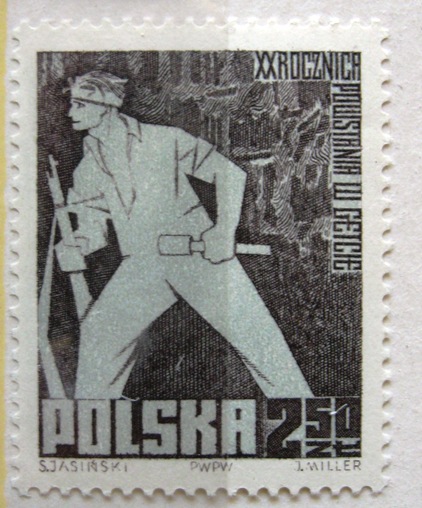 XX ROCZNICA
POWSTANIA W GETCIE
POLSKA 2 50 ZŁ
S. JASIŃSKI PWPW J. MILLER